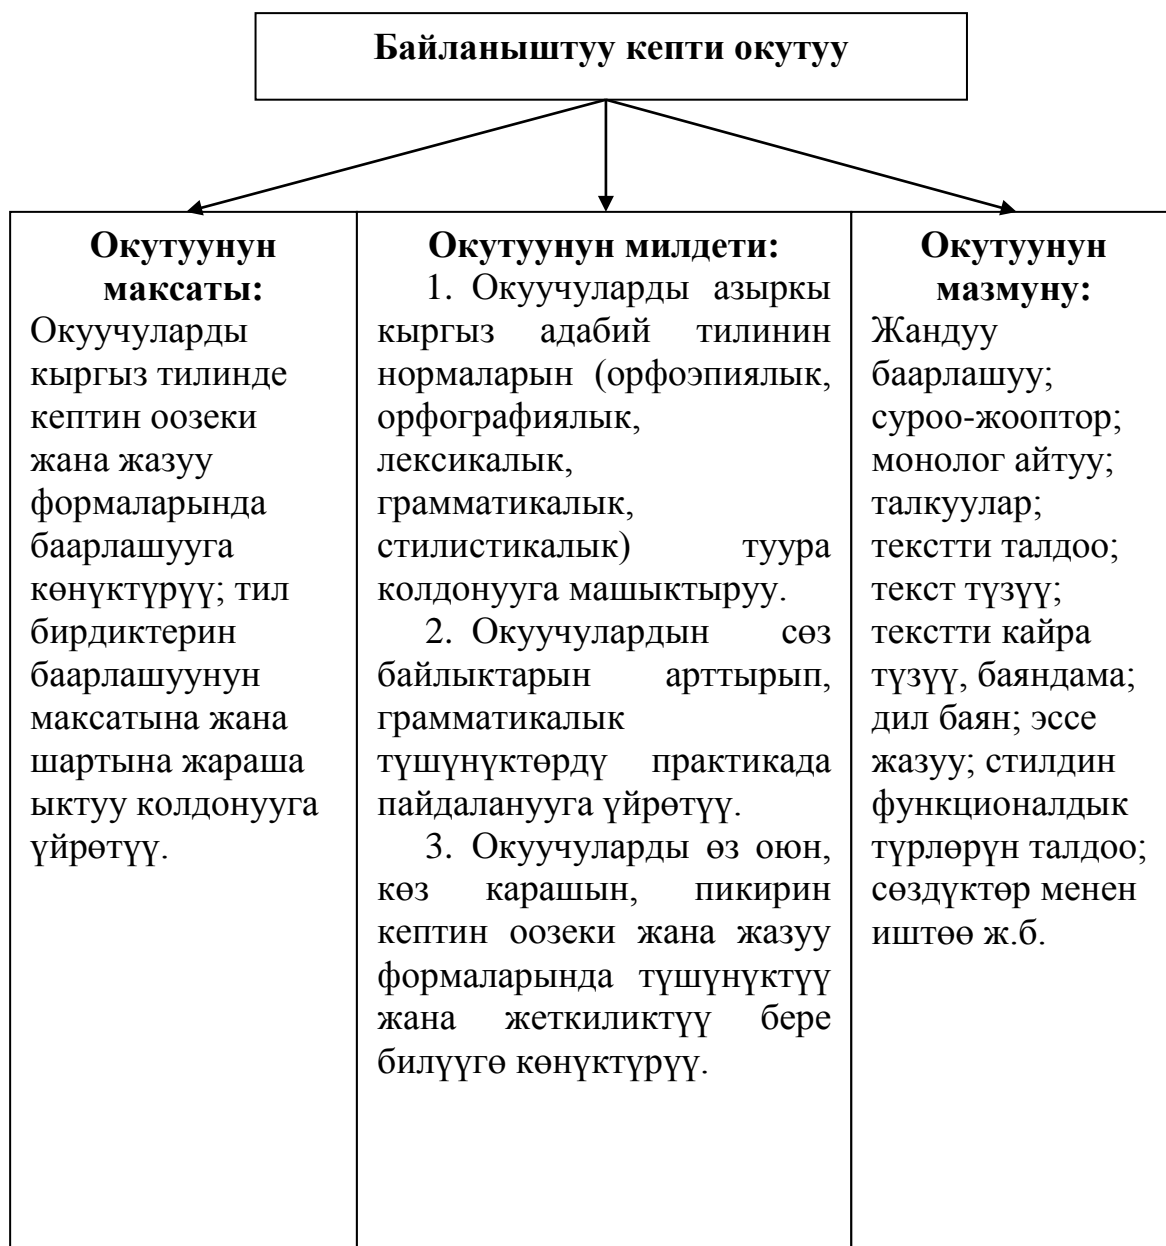 Байланыштуу кепти окутуу
Окутуунун
максаты:
Окуучуларды
кыргыз тилинде
кептин оозеки
жана жазуу
формаларында
баарлашууга
көнүктүрүү; тил
бирдиктерин
баарлашуунун
максатына жана
шартына жараша
ыктуу колдонууга
үйрөтүү.
Окутуунун милдети:
1. Окуучуларды азыркы
кыргыз адабий тилинин
нормаларын (орфоэпиялык,
орфографиялык,
лексикалык,
грамматикалык,
стилистикалык) туура
колдонууга машыктыруу.
2. Окуучулардын сөз
байлыктарын арттырып,
грамматикалык
түшүнүктөрдү практикада
пайдаланууга үйрөтүү.
3. Окуучуларды өз оюн,
көз карашын, пикирин
кептин оозеки жана жазуу
формаларында түшүнүктүү
жана жеткиликтүү бере
билүүгө көнүктүрүү.
Окутуунун
мазмуну:
Жандуу
баарлашуу;
суроо-жооптор;
монолог айтуу;
талкуулар;
текстти талдоо;
текст түзүү;
текстти кайра
түзүү, баяндама;
дил баян; эссе
жазуу; стилдин
функционалдык
түрлөрүн талдоо;
сөздүктөр менен
иштөө ж.б.